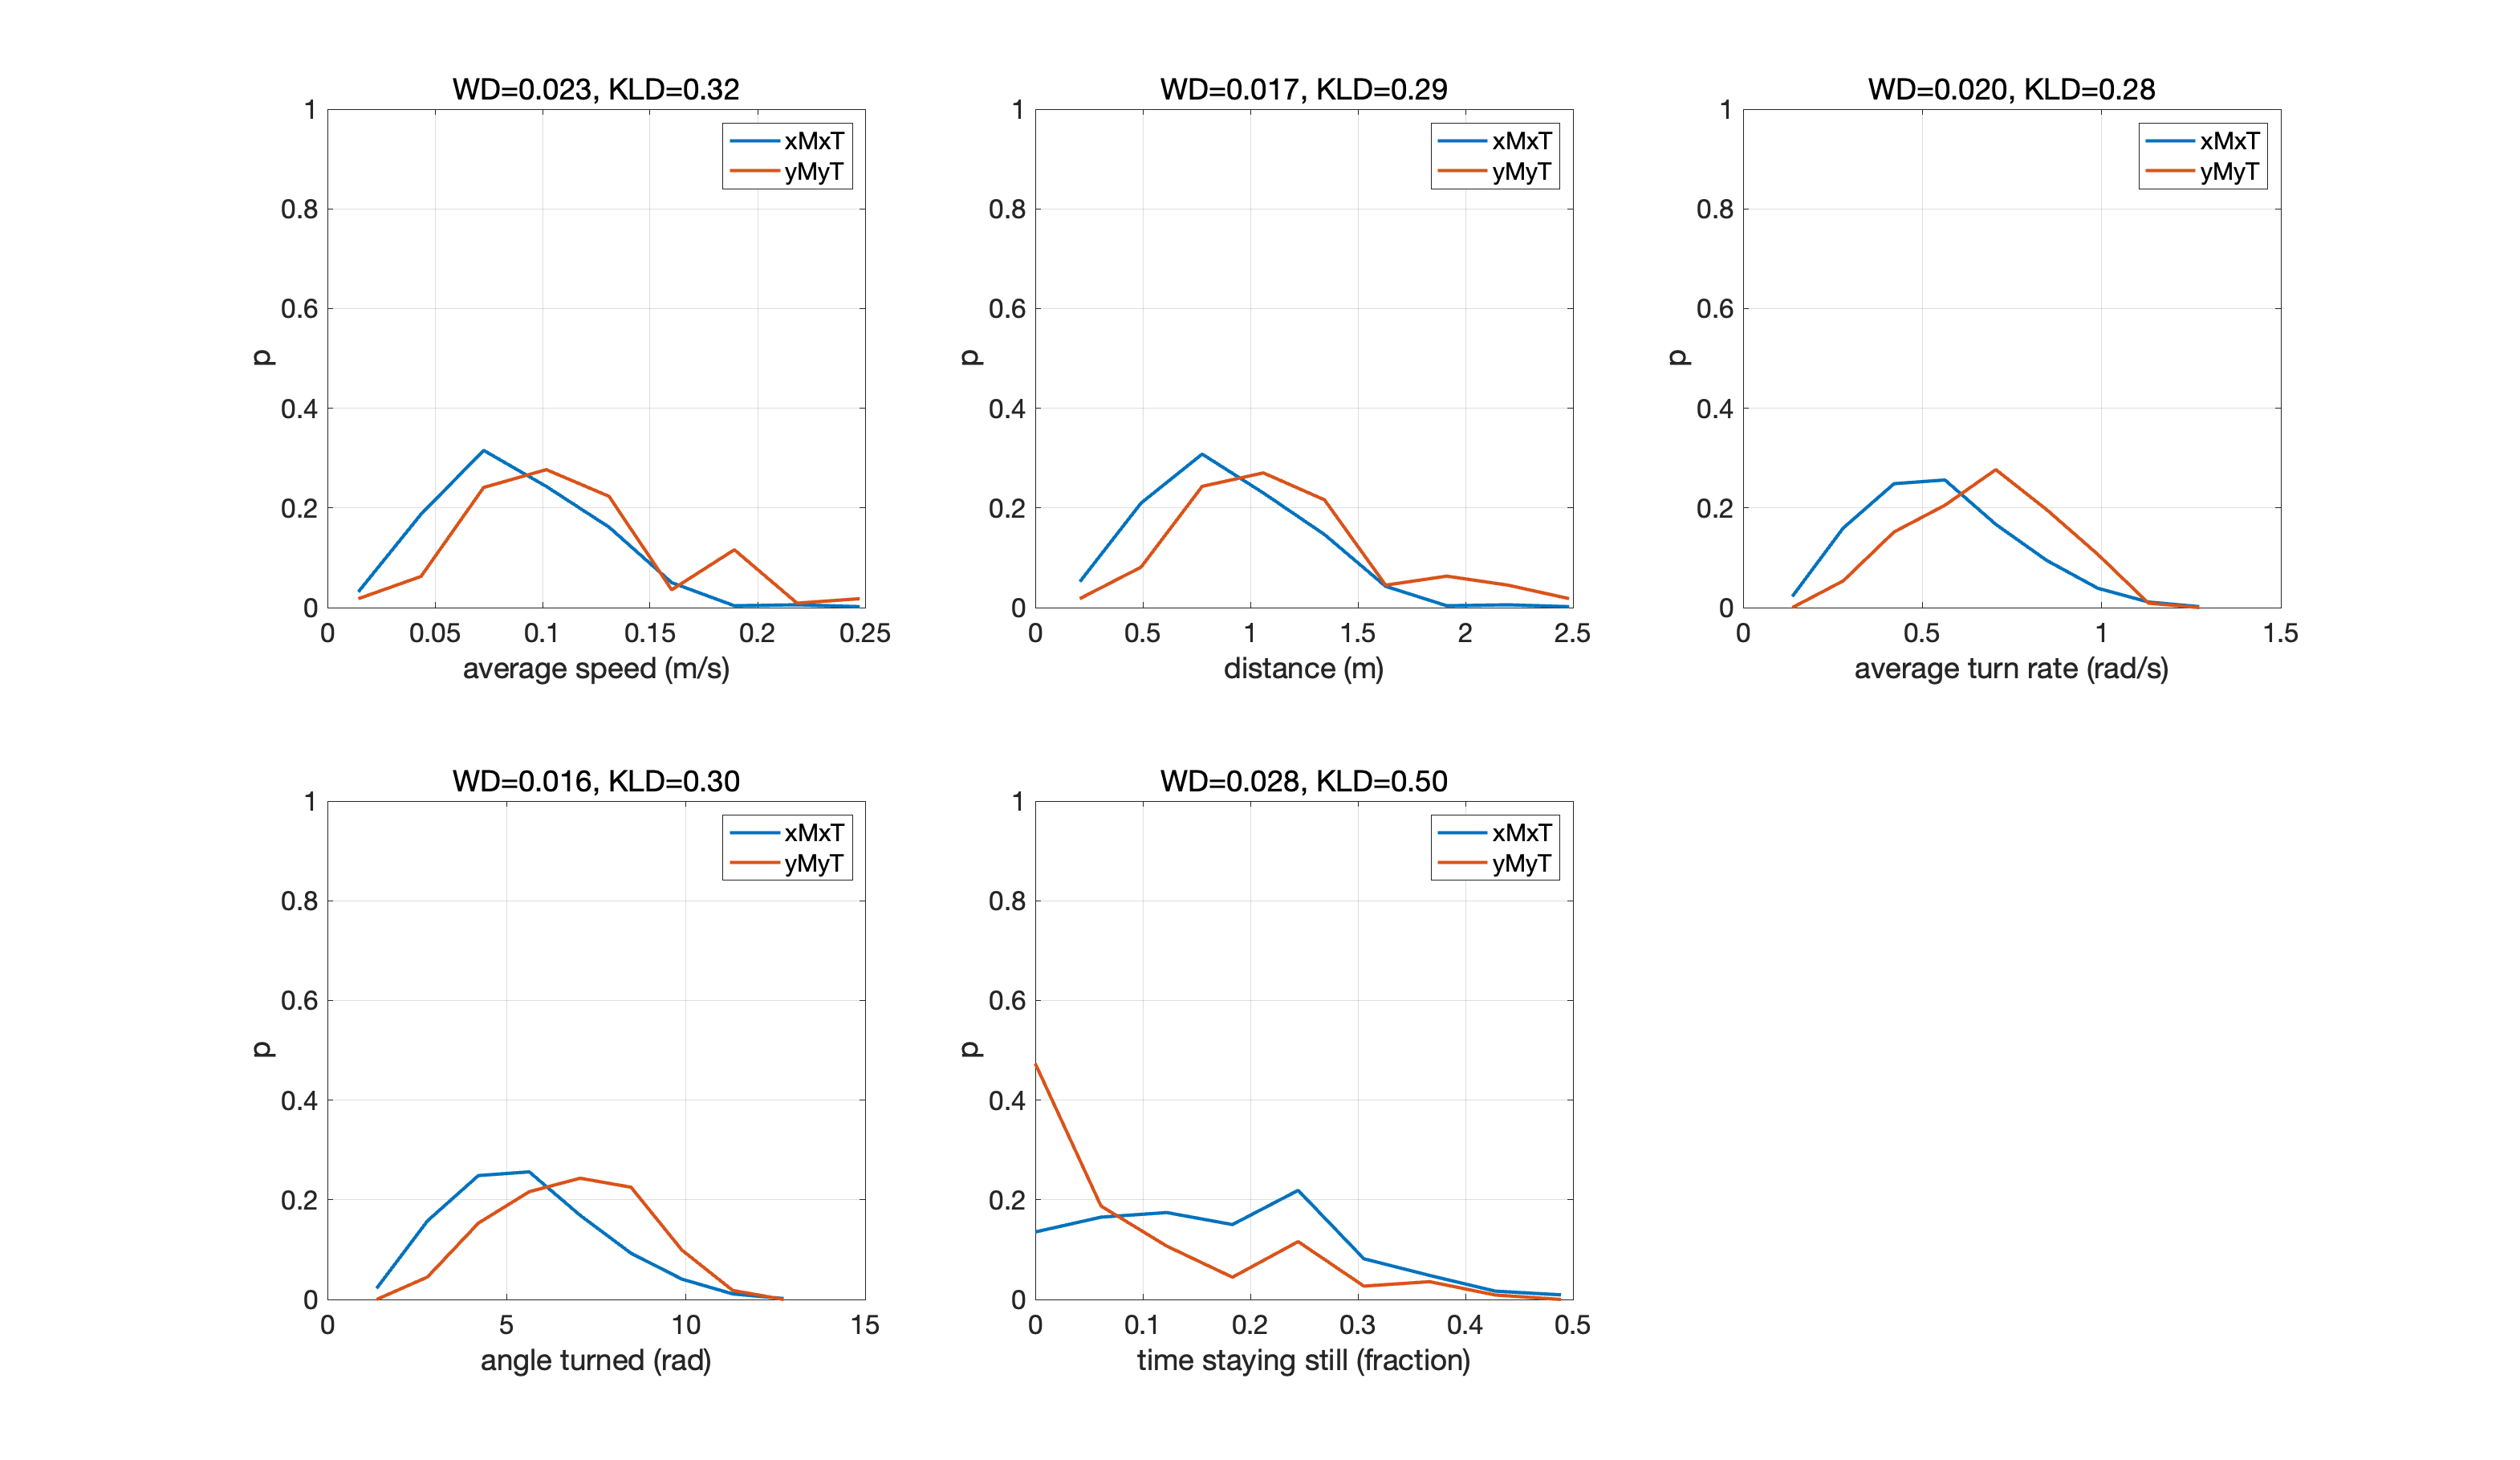 WD=0.023, KLD=0.32
1
0.8
0.6
0.4
0.2
0
p
xMxT
yMyT
0 0.05 0.1 0.15 0.2 0.25
average speed (m/s)
WD=0.017, KLD=0.29
1
0.8
0.6
0.4
0.2
0
p
xMxT
yMyT
0 0.5 1 1.5 2 2.5
distance (m)
WD=0.020, KLD=0.28
1
0.8
0.6
0.4
0.2
0
p
xMxT
yMyT
0 0.5 1 1.5
average turn rate (rad/s)
WD=0.016, KLD=0.30
1
0.8
0.6
0.4
0.2
0
p
xMxT
yMyT
0 5 10 15
angle turned (rad)
WD=0.028, KLD=0.50
1
0.8
0.6
0.4
0.2
0
p
xMxT
yMyT
0 0.1 0.2 0.3 0.4 0.5
time staying still (fraction)